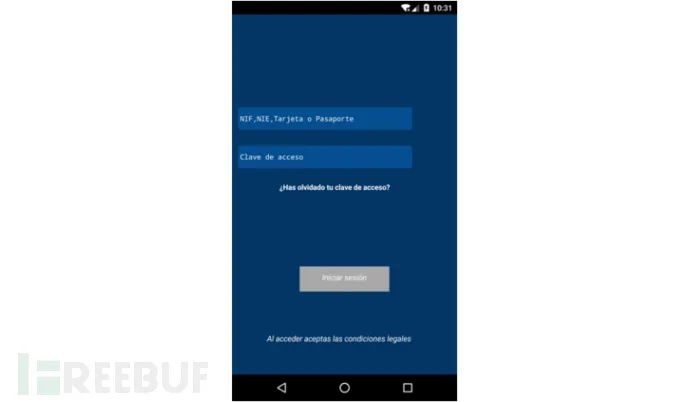 10:31
NIF,NIE,Tarjeta o Pasaporte
Clave de acceso
¿Has olvidado tu clave de acceso?
Iniciar sesión
Al acceder aceptas las condiciones legales
FREEBUF